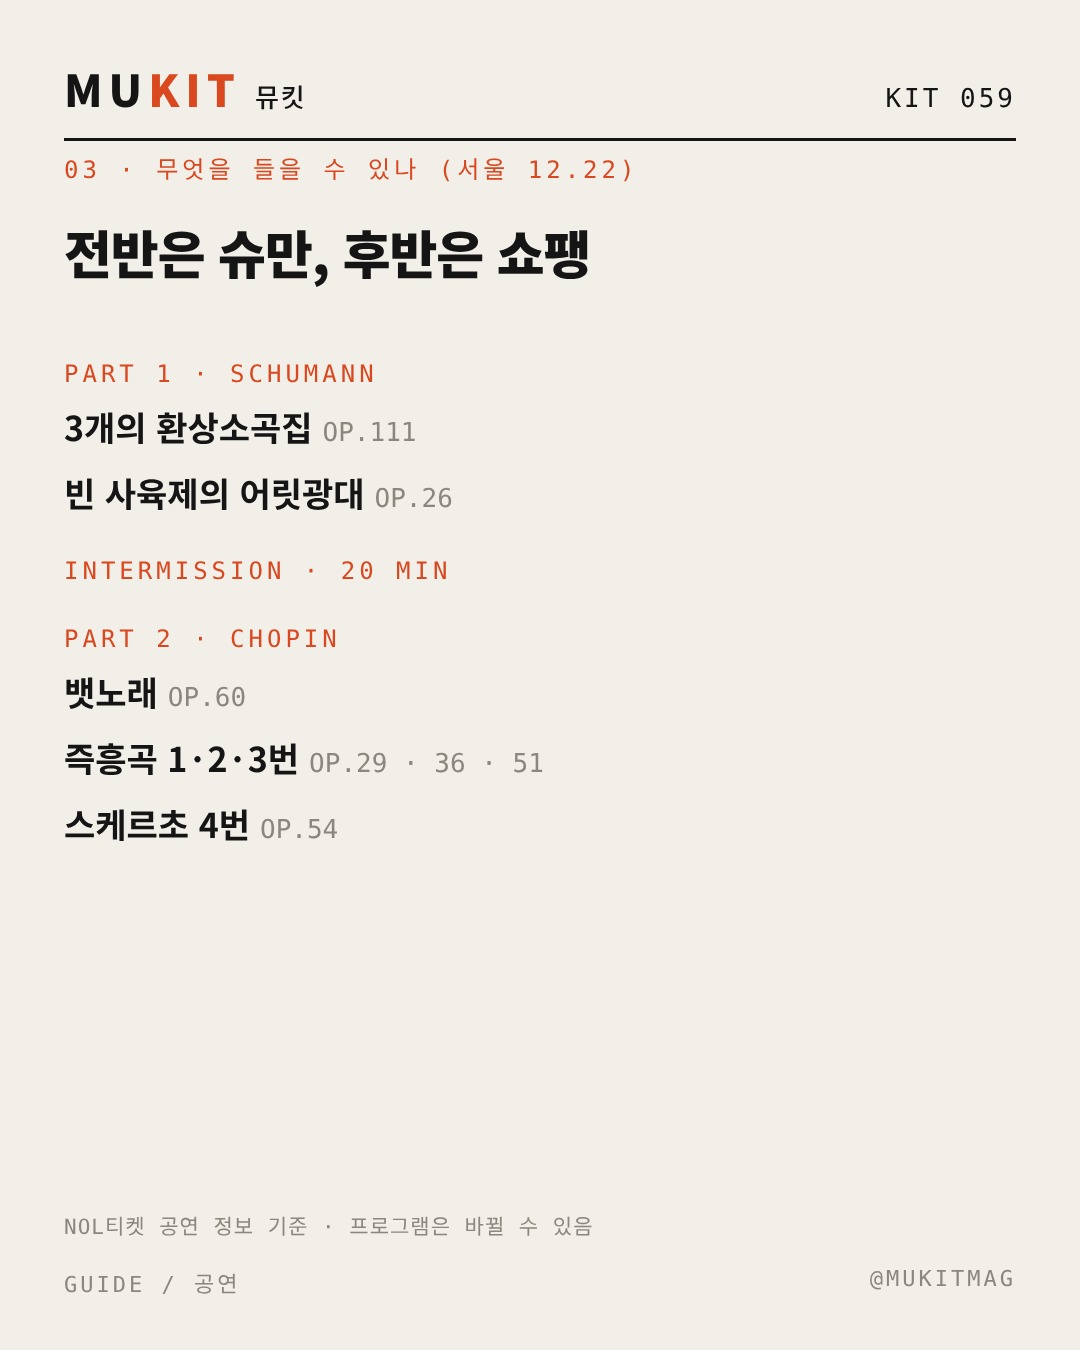 MUKIT 뮤킷 KIT 059
03 · 무엇을 들을 수 있나 (서울 12.22)
전반은 슈만, 후반은 쇼팽
PART 1 · SCHUMANN
3개의 환상소곡집 OP.111
빈 사육제의 어릿광대 OP.26
INTERMISSION · 20 MIN
PART 2 · CHOPIN
뱃노래 OP.60
즉흥곡 1·2·3번 OP.29 · 36 · 51
스케르초 4번 OP.54
NOL티켓 공연 정보 기준 · 프로그램은 바뀔 수 있음
GUIDE / 공연 @MUKITMAG